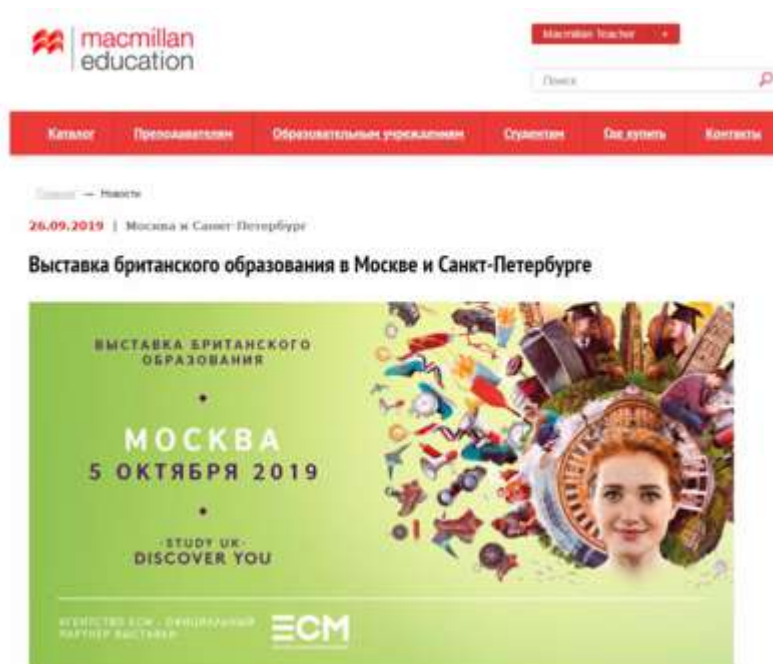 macmillan
education
Macmillan Teacher
Поиск
Каталог Преподавателям Образовательным учреждениям Студентам Где купить Контакты
Главная — Новости
26.09.2019 | Москва и Санкт-Петербург
Выставка британского образования в Москве и Санкт-Петербурге
ВЫСТАВКА БРИТАНСКОГО
ОБРАЗОВАНИЯ
МОСКВА
5 ОКТЯБРЯ 2019
·STUDY UK·
DISCOVER YOU
АГЕНТСТВО ECM - ОФИЦИАЛЬНЫЙ
ПАРТНЕР ВЫСТАВКИ
ECM